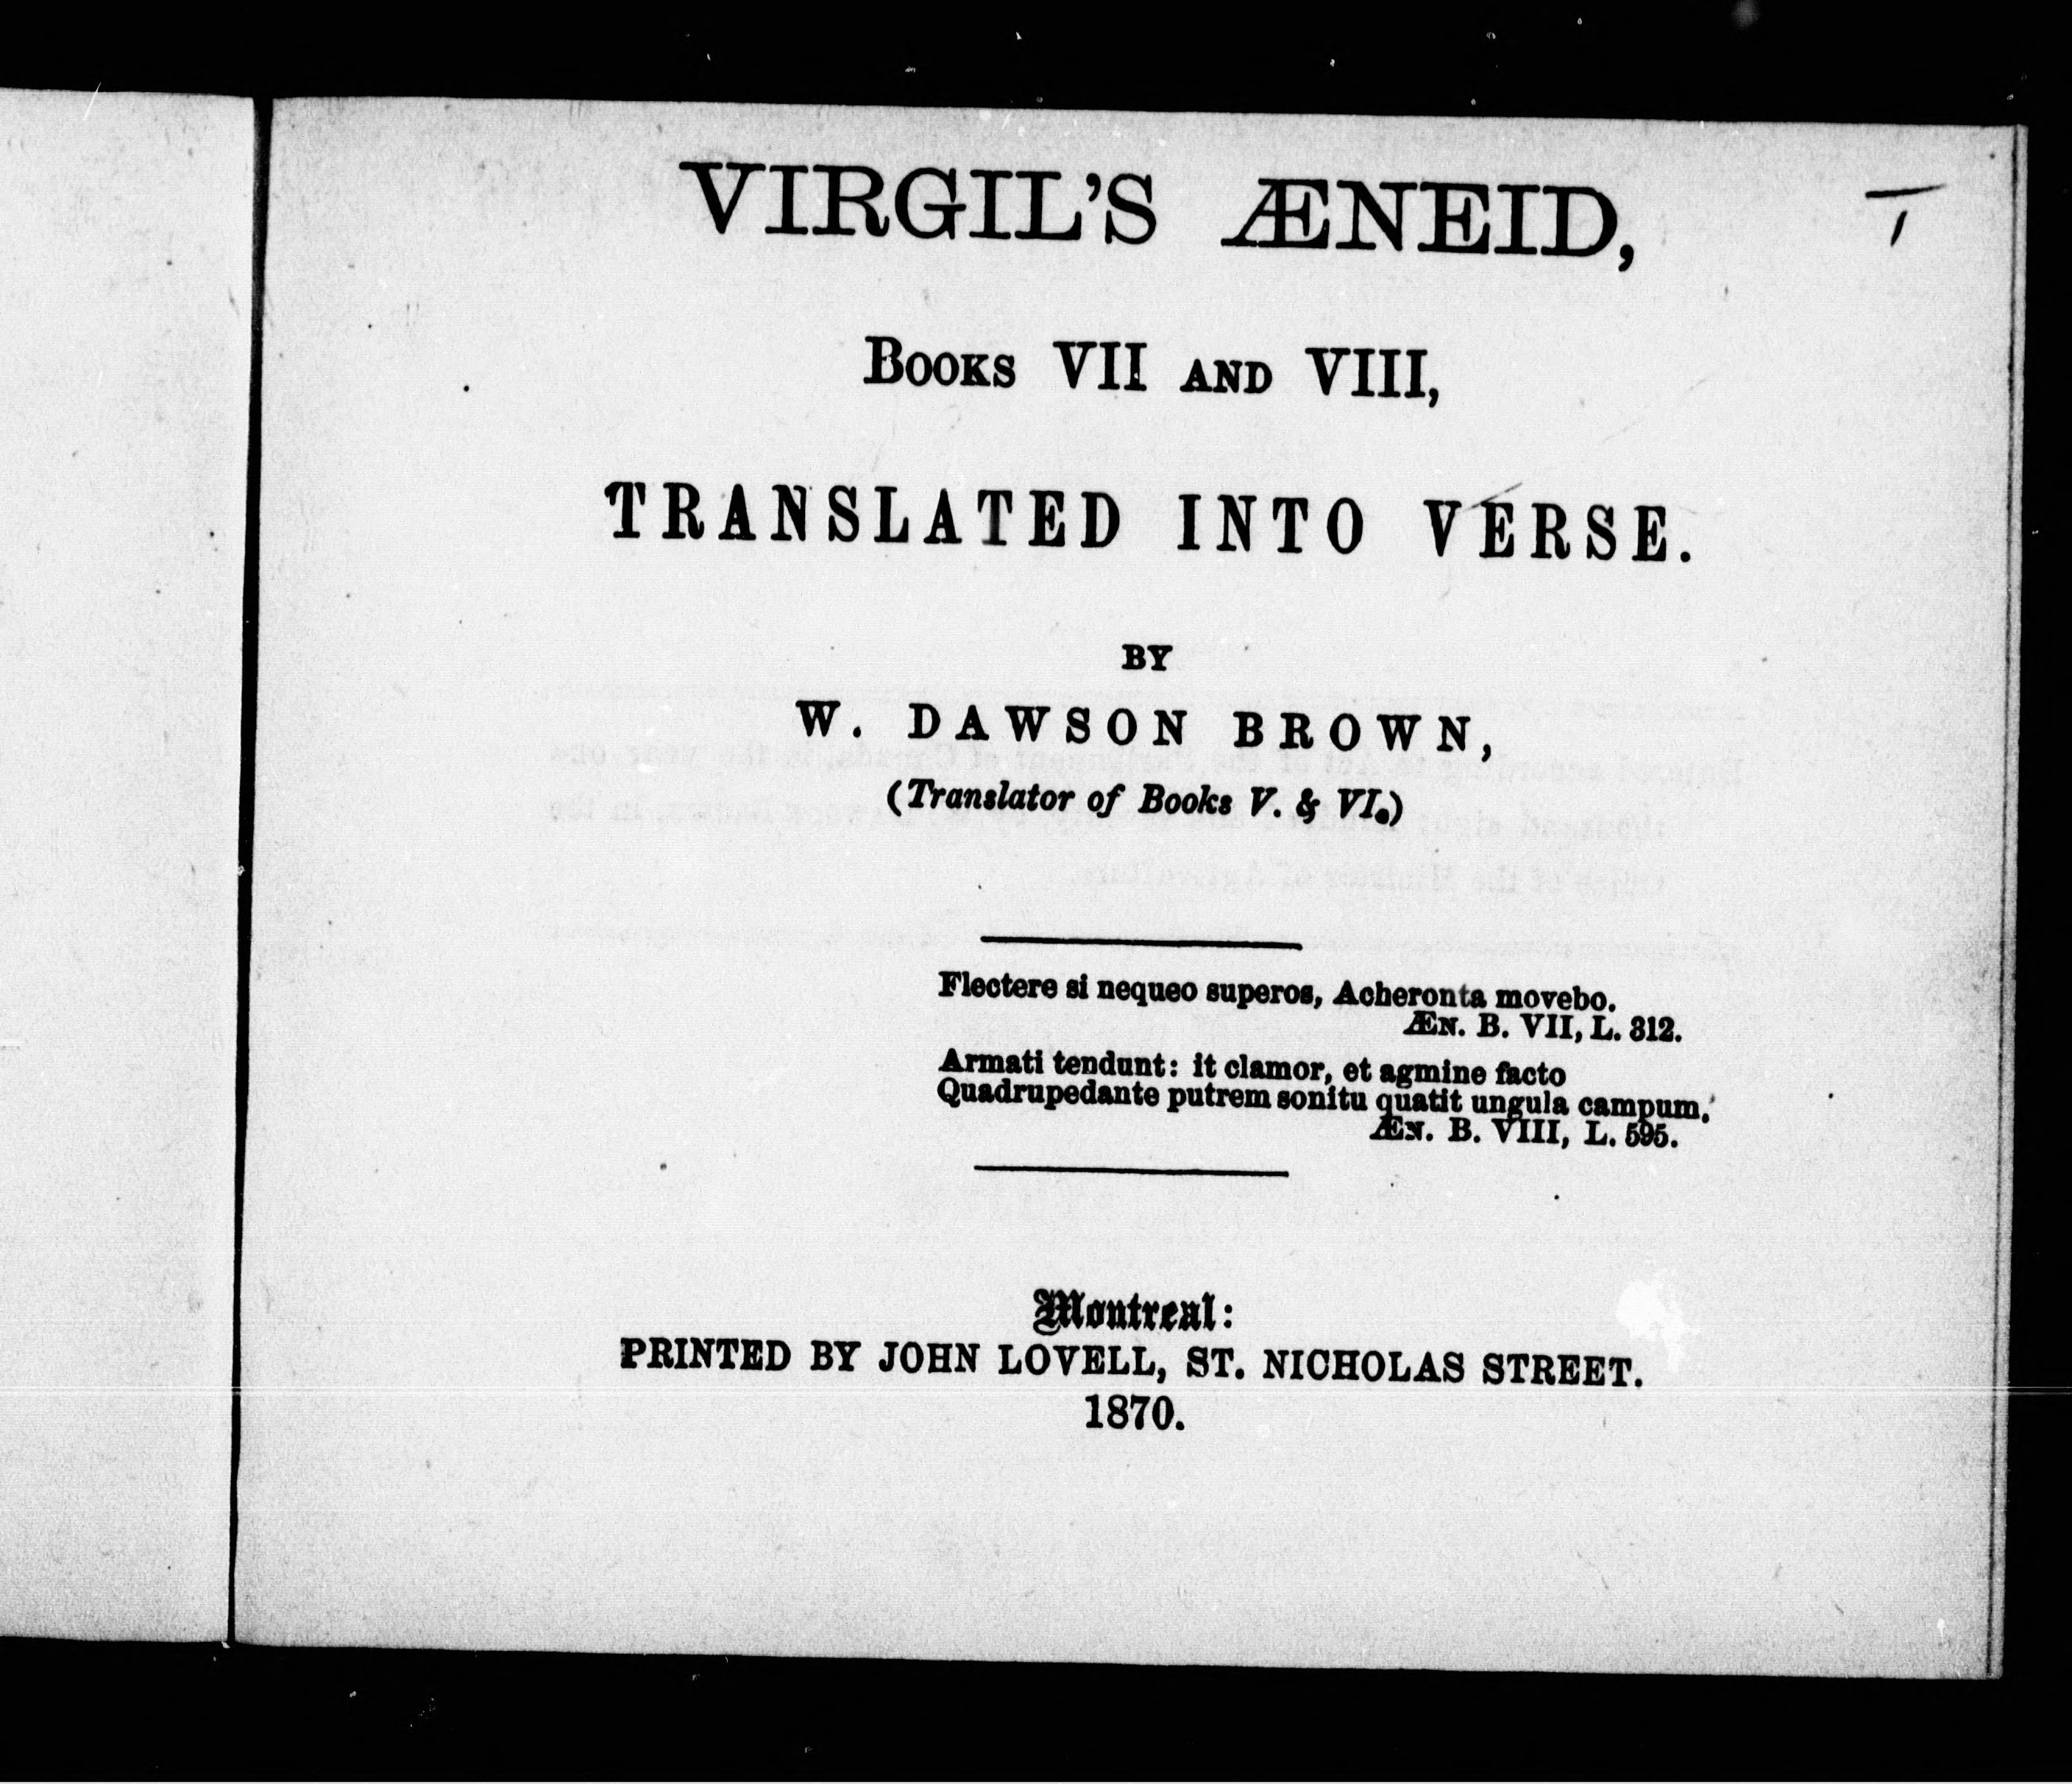 VIRGIL'S ÆNEID,
BOOKS VII AND VIII,
TRANSLATED INTO VERSE.
BY
W. DAWSON BROWN,
(Translator of Books V. & VI.)
Flectere si nequeo superos, Acheronta movebo.
ÆN. B. VII, L. 312.
Armati tendunt: it clamor, et agmine facto
Quadrupedante putrem sonitu quatit ungula campum.
ÆN. B. VIII, L. 595.
Montreal:
PRINTED BY JOHN LOVELL, ST. NICHOLAS STREET.
1870.